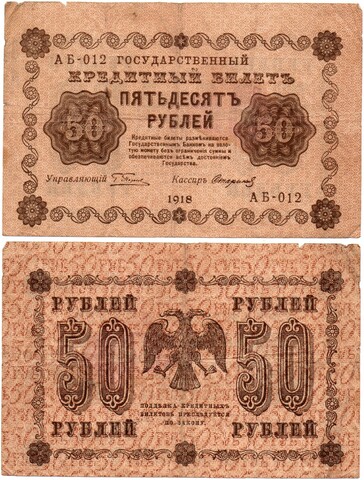 АБ-012 ГОСУДАРСТВЕННЫЙ
КРЕДИТНЫЙ БИЛЕТЪ
ПЯТЬДЕСЯТЪ
РУБЛЕЙ
50 50
Кредитные билеты размѣниваются
Государственнымъ Банкомъ на золо-
тую монету безъ ограниченія суммы и
обезпечиваются всѣмъ достояніемъ
Государства.
Управляющій Кассиръ
1918 АБ-012
РУБЛЕЙ РУБЛЕЙ
50 50
ПОДДѢЛКА КРЕДИТНЫХЪ
БИЛЕТОВЪ ПРЕСЛѢДУЕТСЯ
ПО ЗАКОНУ.
РУБЛЕЙ РУБЛЕЙ